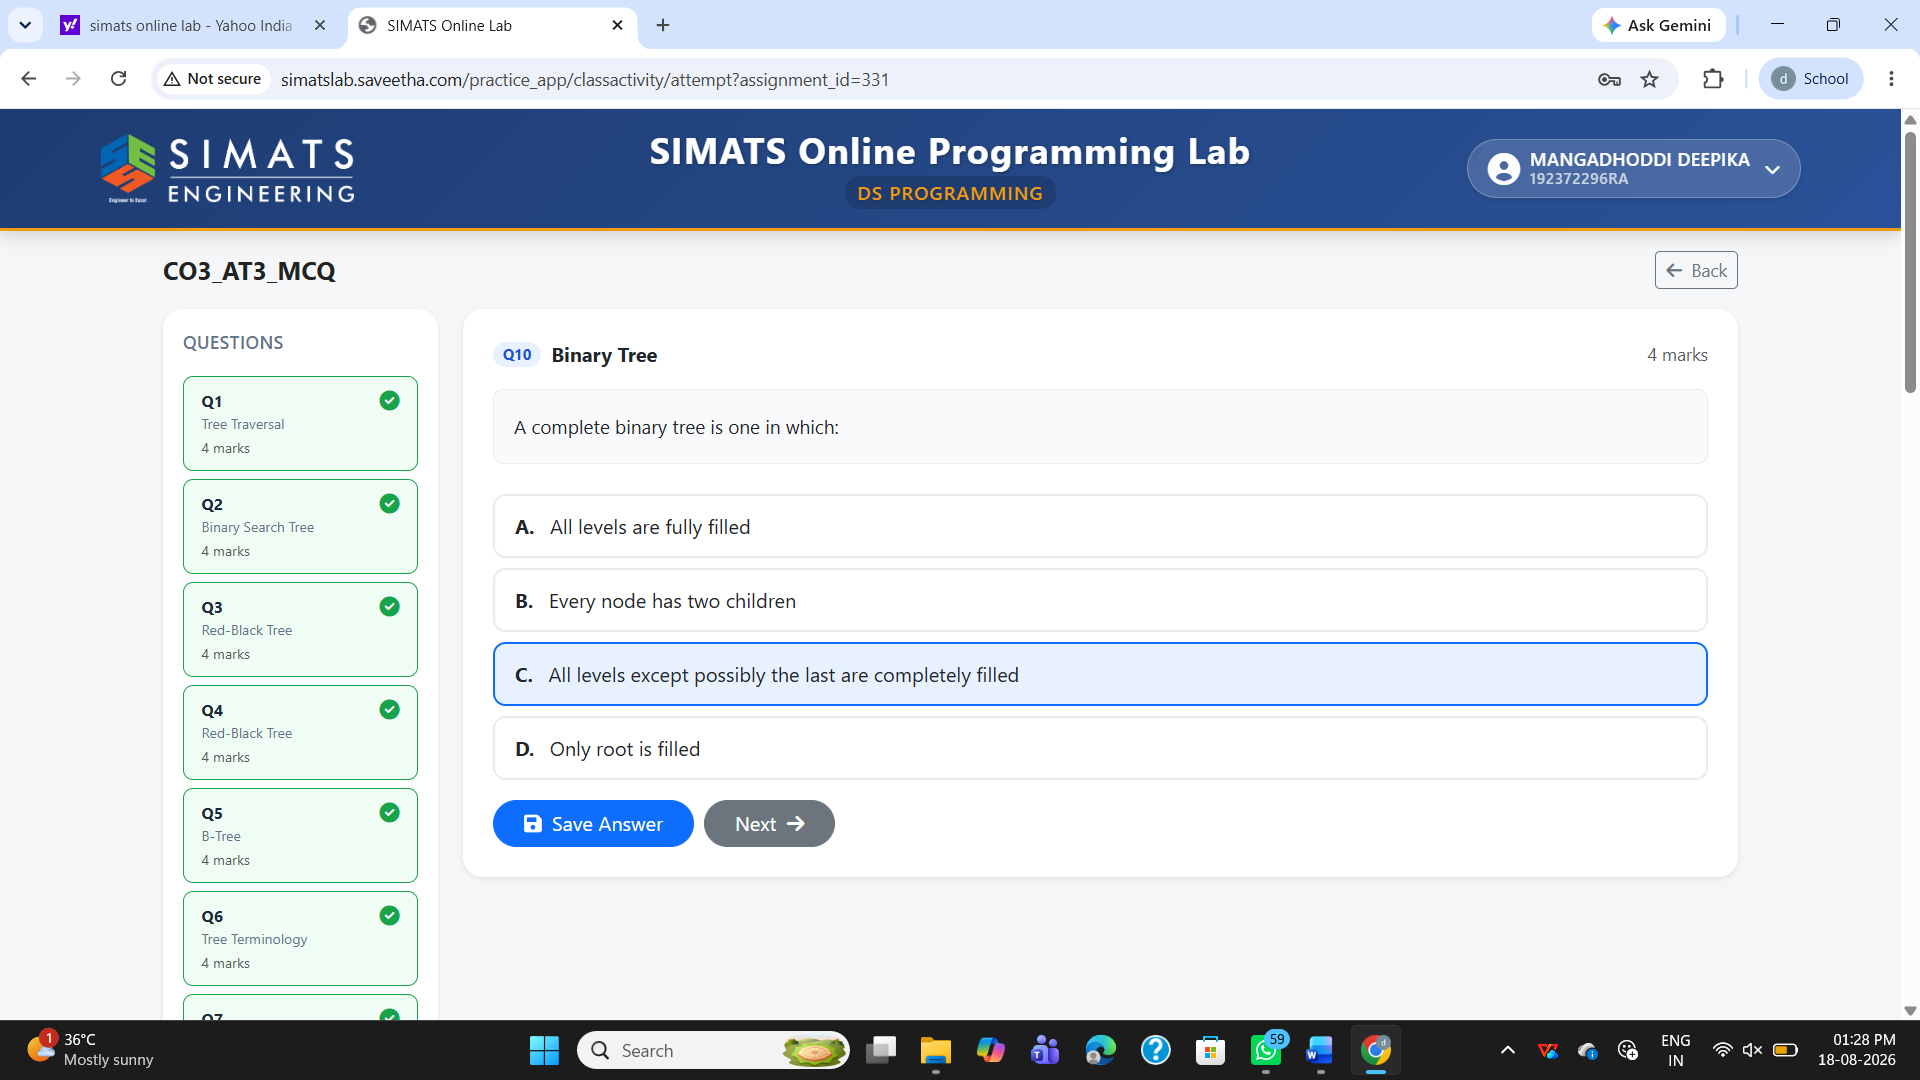 simats online lab - Yahoo India
SIMATS Online Lab
Ask Gemini
Not secure
simatslab.saveetha.com/practice_app/classactivity/attempt?assignment_id=331
d
School
SIMATS
ENGINEERING
Engineer to Excel
SIMATS Online Programming Lab
DS PROGRAMMING
MANGADHODDI DEEPIKA
192372296RA
CO3_AT3_MCQ
Back
QUESTIONS
Q1
Tree Traversal
4 marks
Q2
Binary Search Tree
4 marks
Q3
Red-Black Tree
4 marks
Q4
Red-Black Tree
4 marks
Q5
B-Tree
4 marks
Q6
Tree Terminology
4 marks
Q7
Q10 Binary Tree
4 marks
A complete binary tree is one in which:
A. All levels are fully filled
B. Every node has two children
C. All levels except possibly the last are completely filled
D. Only root is filled
Save Answer
Next
1
36°C
Mostly sunny
Search
59
ENG
IN
01:28 PM
18-08-2026